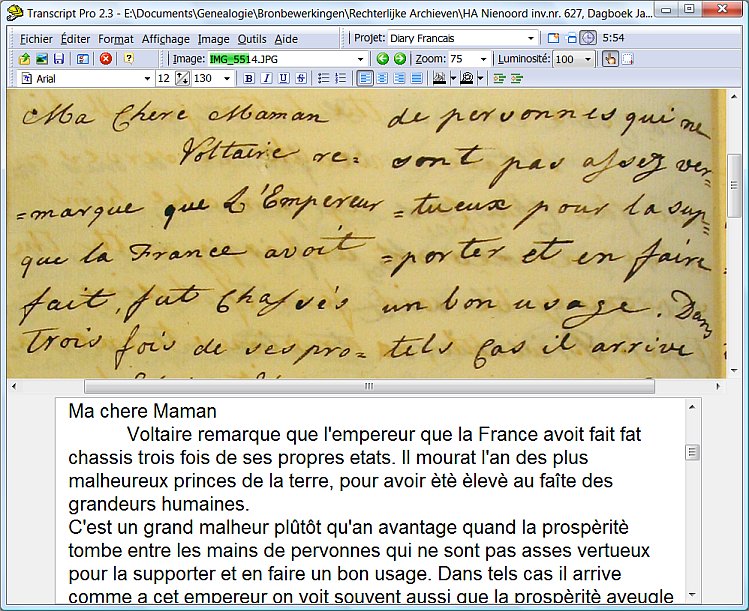 Transcript Pro 2.3 - E:\Documents\Genealogie\Bronbewerkingen\Rechterlijke Archieven\HA Nienoord inv.nr. 627, Dagboek Ja...
Fichier Éditer Format Affichage Image Outils Aide Projet: Diary Francais 5:54
Image: IMG_5514.JPG Zoom: 75 Luminosité: 100
Arial 12 130 B I U S
Ma Chere Maman
Voltaire re=
=marque que L'Empereur
que la France avoit
fait, fut Chassés
trois fois de ses pro=
de personnes qui ne
sont pas assez ver=
=tueux pour la sup=
=porter et en faire
un bon usage. Dans
tels Cas il arrive
Ma chere Maman
Voltaire remarque que l'empereur que la France avoit fait fat
chassis trois fois de ses propres etats. Il mourat l'an des plus
malheureux princes de la terre, pour avoir ètè èlevè au faîte des
grandeurs humaines.
C'est un grand malheur plûtôt qu'an avantage quand la prospèritè
tombe entre les mains de pervonnes qui ne sont pas asses vertueux
pour la supporter et en faire un bon usage. Dans tels cas il arrive
comme a cet empereur on voit souvent aussi que la prospèritè aveugle